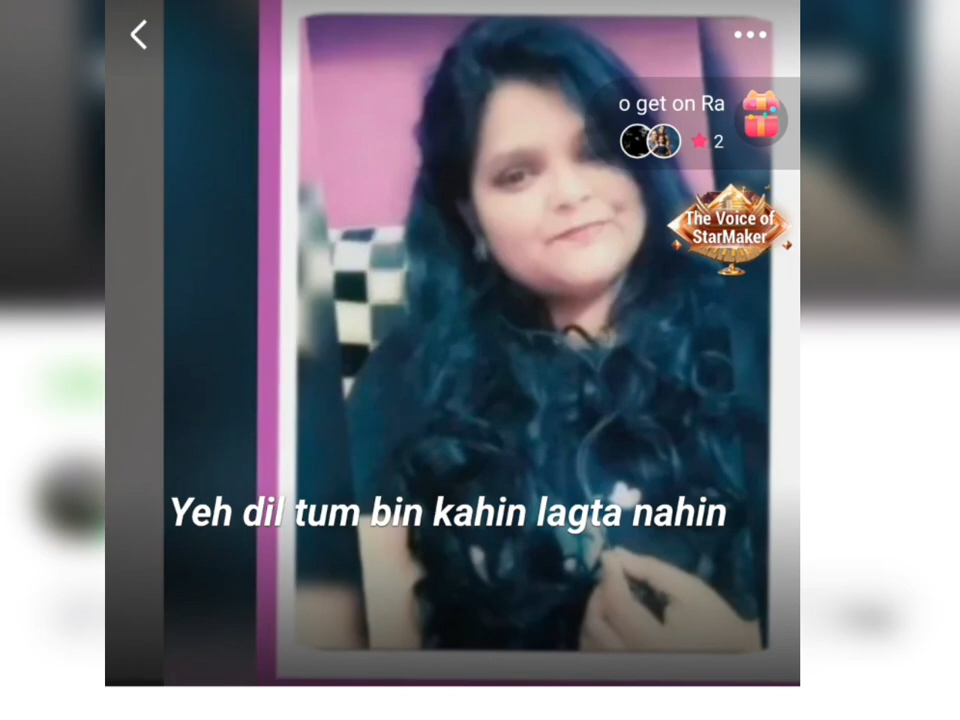 o get on Ra
2
The Voice of
StarMaker
Yeh dil tum bin kahin lagta nahin